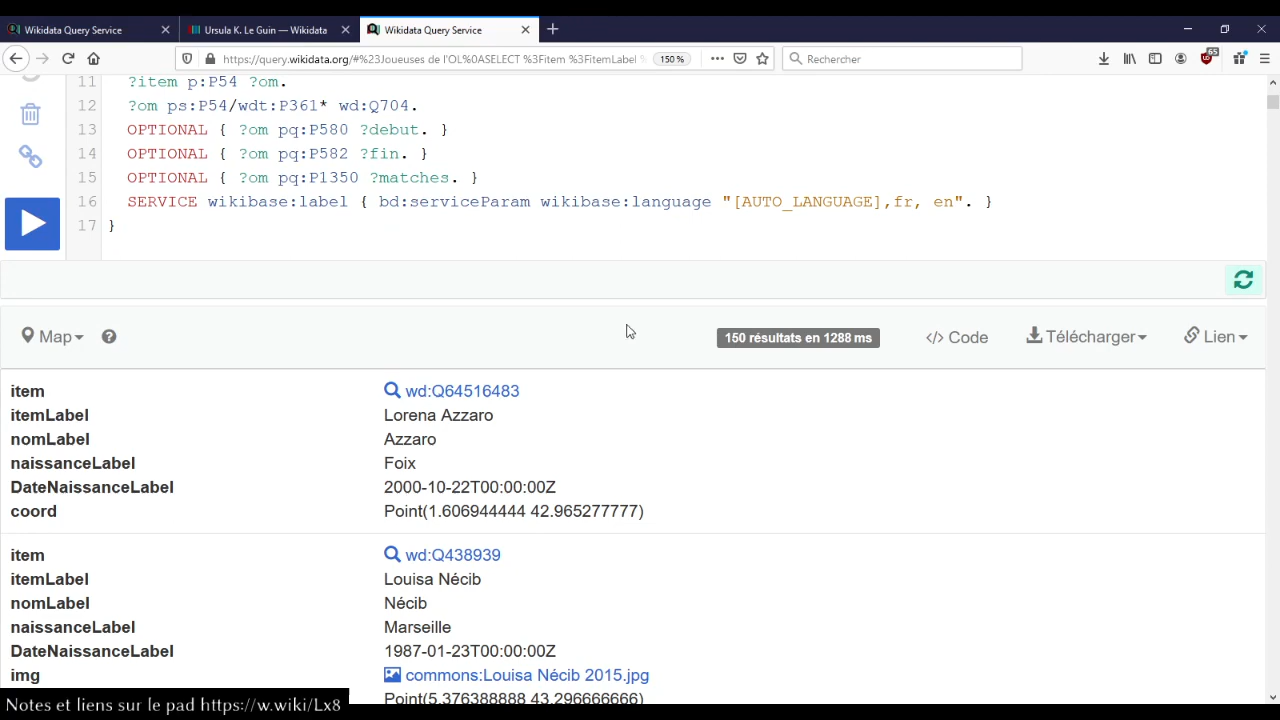 Wikidata Query Service
Ursula K. Le Guin — Wikidata
Wikidata Query Service
https://query.wikidata.org/#%23Joueuses de l'OL%0ASELECT %3Fitem %3FitemLabel %
150 %
Rechercher
65
11 ?item p:P54 ?om.
12 ?om ps:P54/wdt:P361* wd:Q704.
13 OPTIONAL { ?om pq:P580 ?debut. }
14 OPTIONAL { ?om pq:P582 ?fin. }
15 OPTIONAL { ?om pq:P1350 ?matches. }
16 SERVICE wikibase:label { bd:serviceParam wikibase:language "[AUTO_LANGUAGE],fr, en". }
17 }
Map
150 résultats en 1288 ms
</> Code
Télécharger
Lien
item wd:Q64516483
itemLabel Lorena Azzaro
nomLabel Azzaro
naissanceLabel Foix
DateNaissanceLabel 2000-10-22T00:00:00Z
coord Point(1.606944444 42.965277777)
item wd:Q438939
itemLabel Louisa Nécib
nomLabel Nécib
naissanceLabel Marseille
DateNaissanceLabel 1987-01-23T00:00:00Z
img commons:Louisa Nécib 2015.jpg
Point(5.376388888 43.296666666)
Notes et liens sur le pad https://w.wiki/Lx8